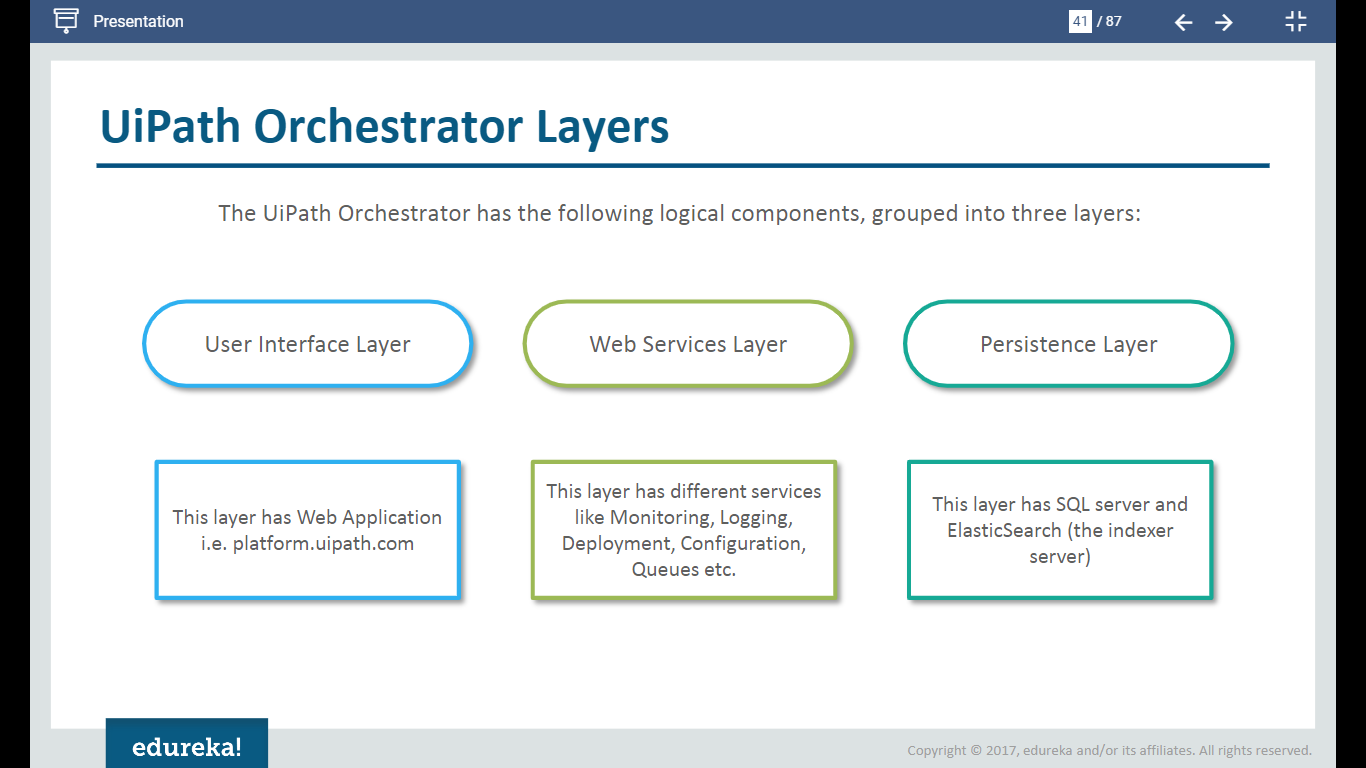 Presentation
41 / 87
UiPath Orchestrator Layers
The UiPath Orchestrator has the following logical components, grouped into three layers:
User Interface Layer
Web Services Layer
Persistence Layer
This layer has Web Application
i.e. platform.uipath.com
This layer has different services
like Monitoring, Logging,
Deployment, Configuration,
Queues etc.
This layer has SQL server and
ElasticSearch (the indexer
server)
edureka!
Copyright © 2017, edureka and/or its affiliates. All rights reserved.